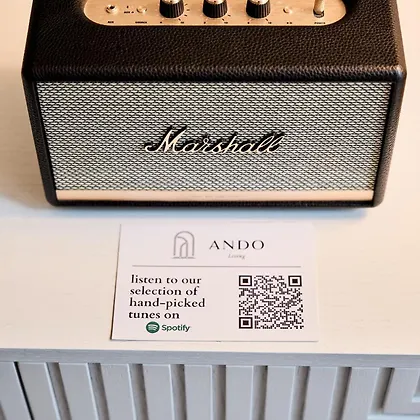 Marshall
ANDO
Living
listen to our
selection of
hand-picked
tunes on
Spotify